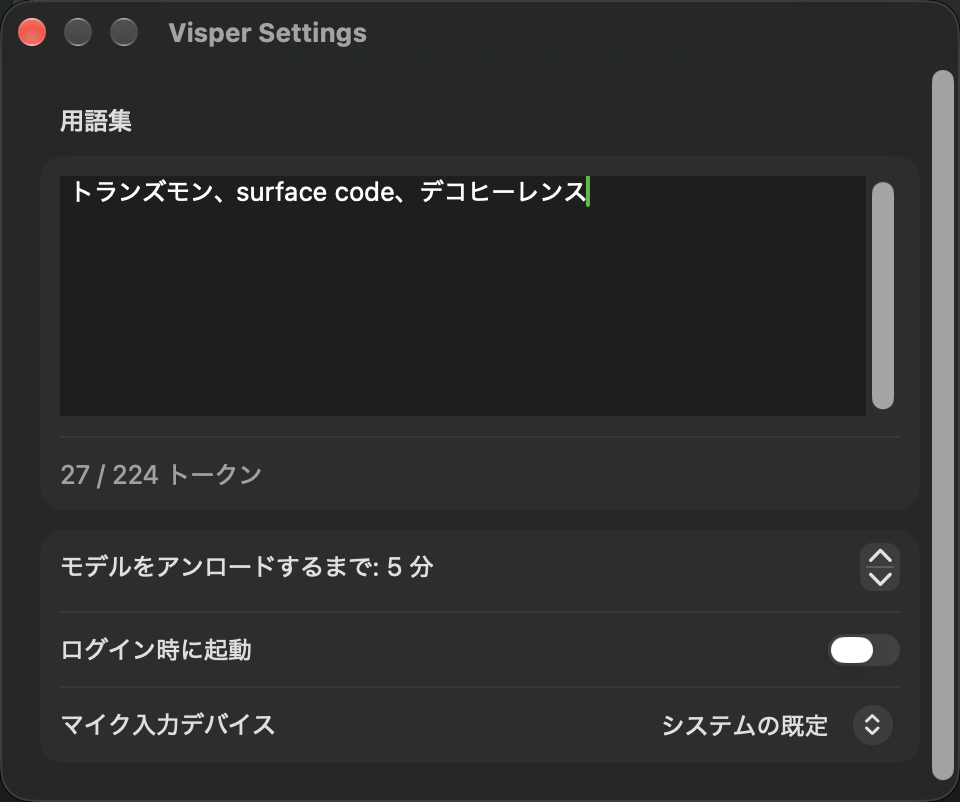 Visper Settings
用語集
トランズモン、surface code、デコヒーレンス
27 / 224 トークン
モデルをアンロードするまで: 5 分
ログイン時に起動
マイク入力デバイス システムの既定